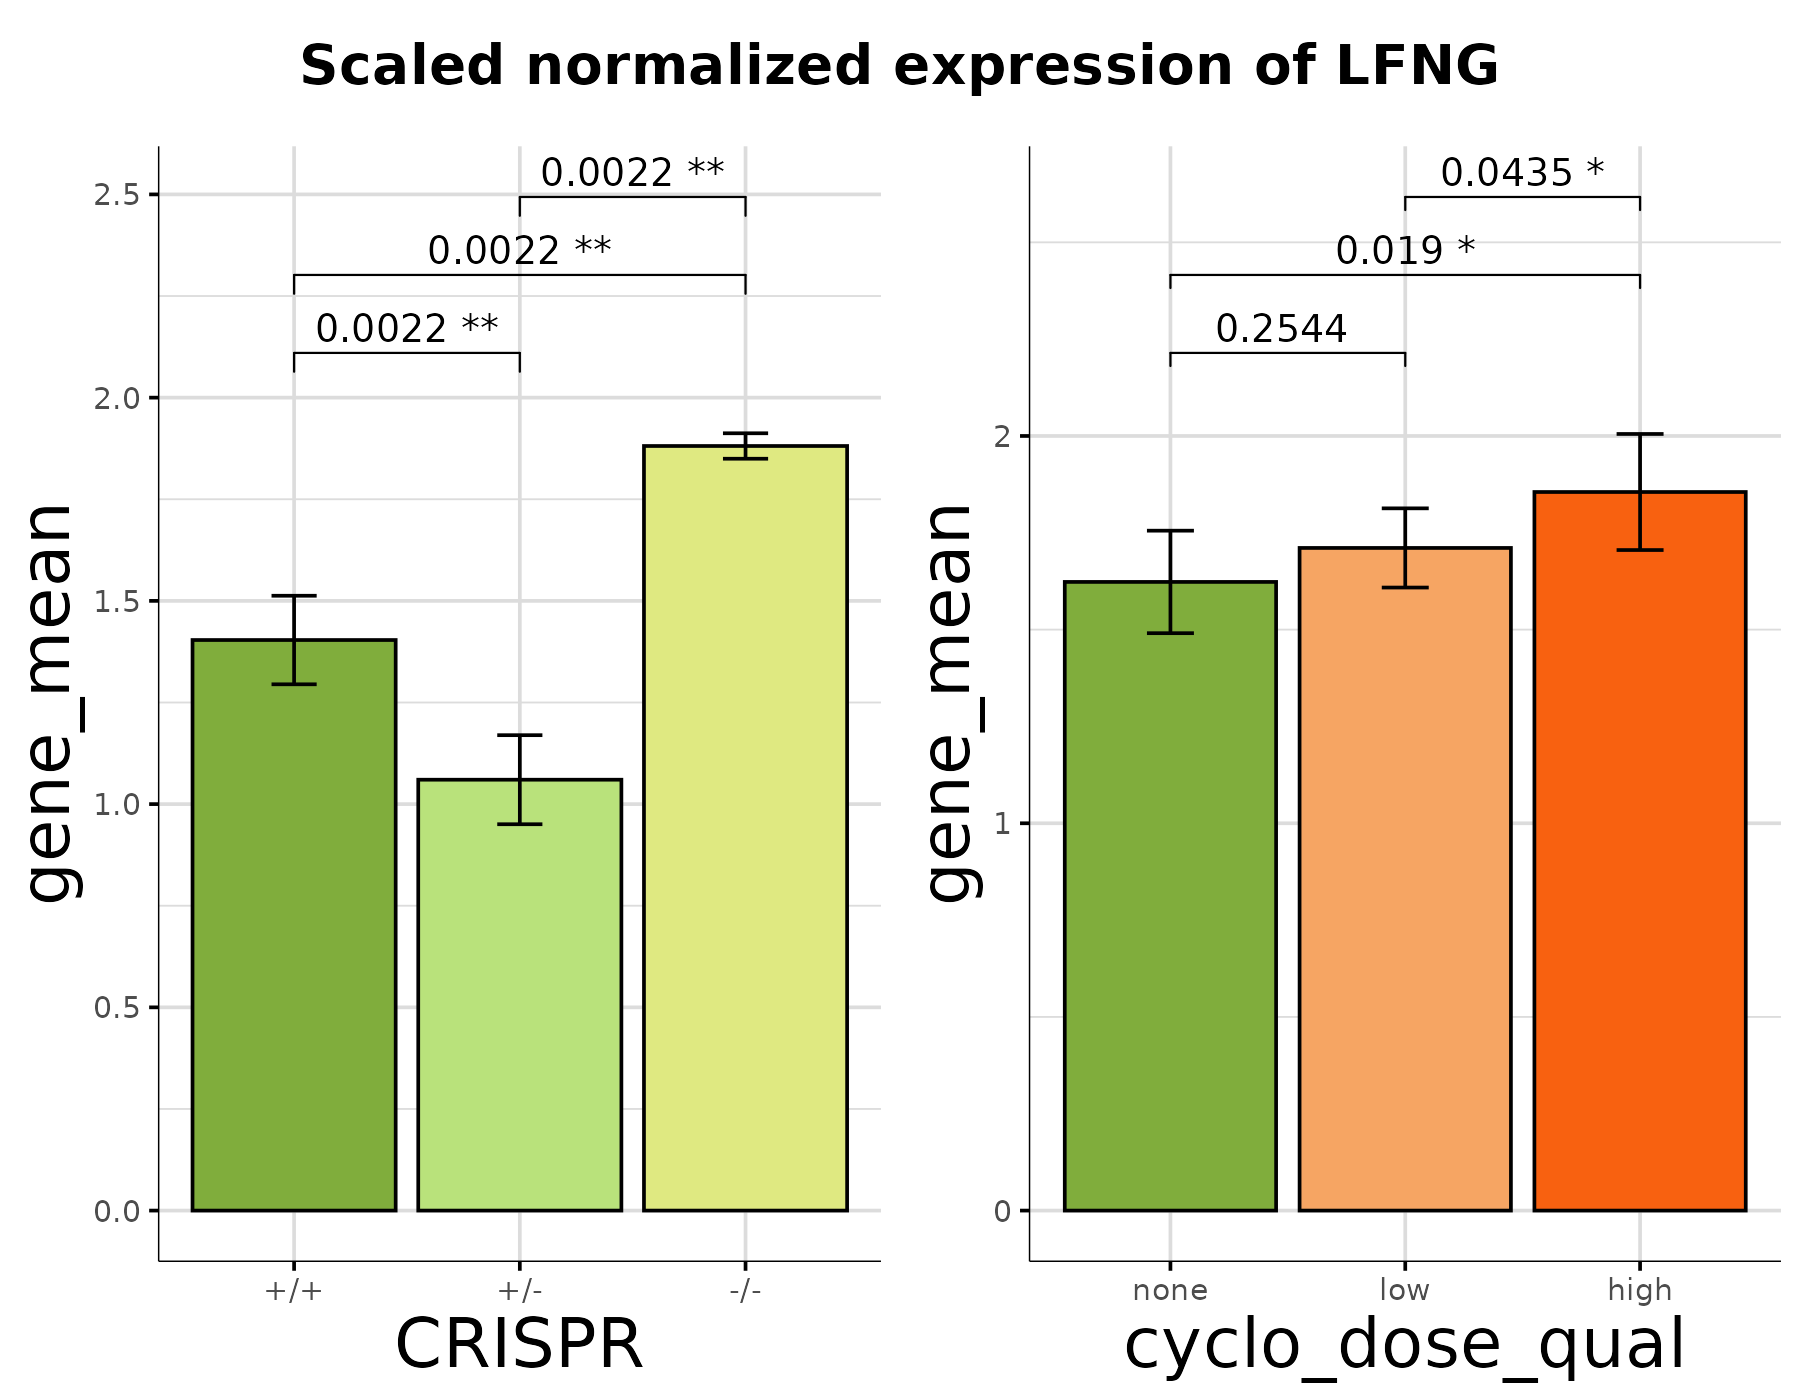 Scaled normalized expression of LFNG
gene_mean
2.5
2.0
1.5
1.0
0.5
0.0
0.0022 **
0.0022 **
0.0022 **
+/+ +/- -/-
CRISPR
gene_mean
2
1
0
0.0435 *
0.019 *
0.2544
none low high
cyclo_dose_qual